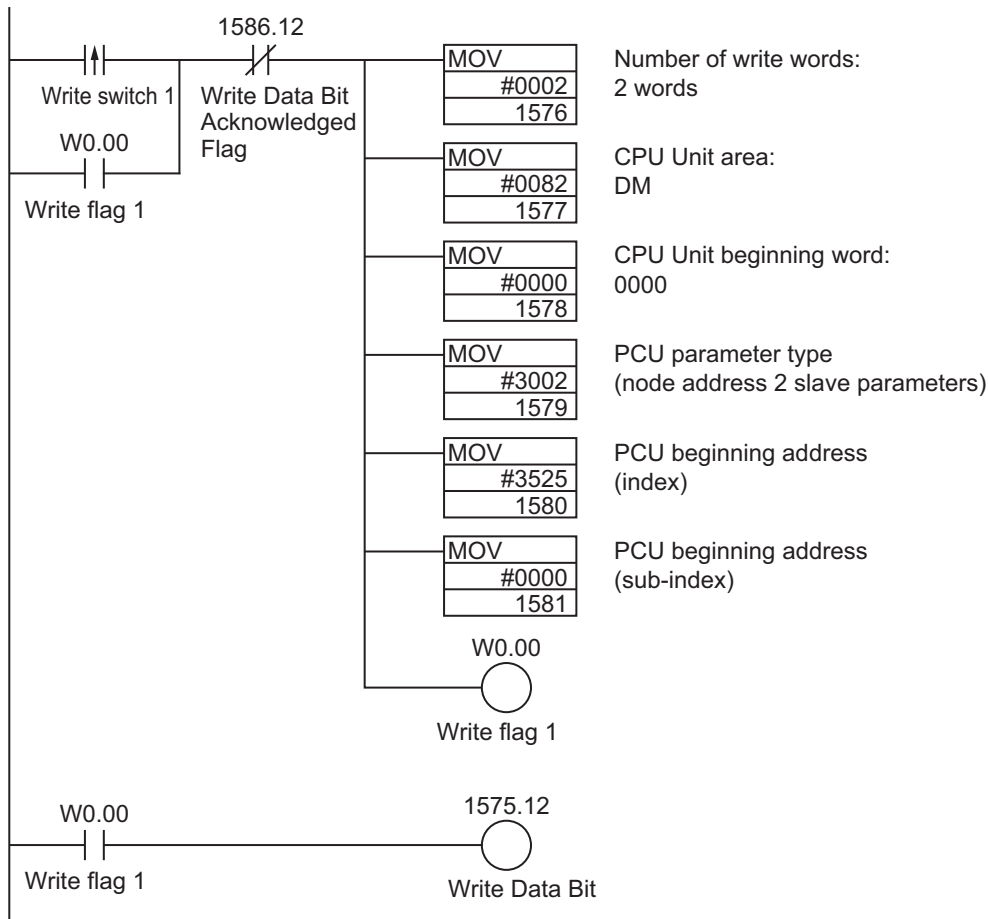 1586.12
Write switch 1
Write Data Bit
Acknowledged
Flag
W0.00
Write flag 1
MOV
#0002
1576
Number of write words:
2 words
MOV
#0082
1577
CPU Unit area:
DM
MOV
#0000
1578
CPU Unit beginning word:
0000
MOV
#3002
1579
PCU parameter type
(node address 2 slave parameters)
MOV
#3525
1580
PCU beginning address
(index)
MOV
#0000
1581
PCU beginning address
(sub-index)
W0.00
Write flag 1
W0.00
Write flag 1
1575.12
Write Data Bit